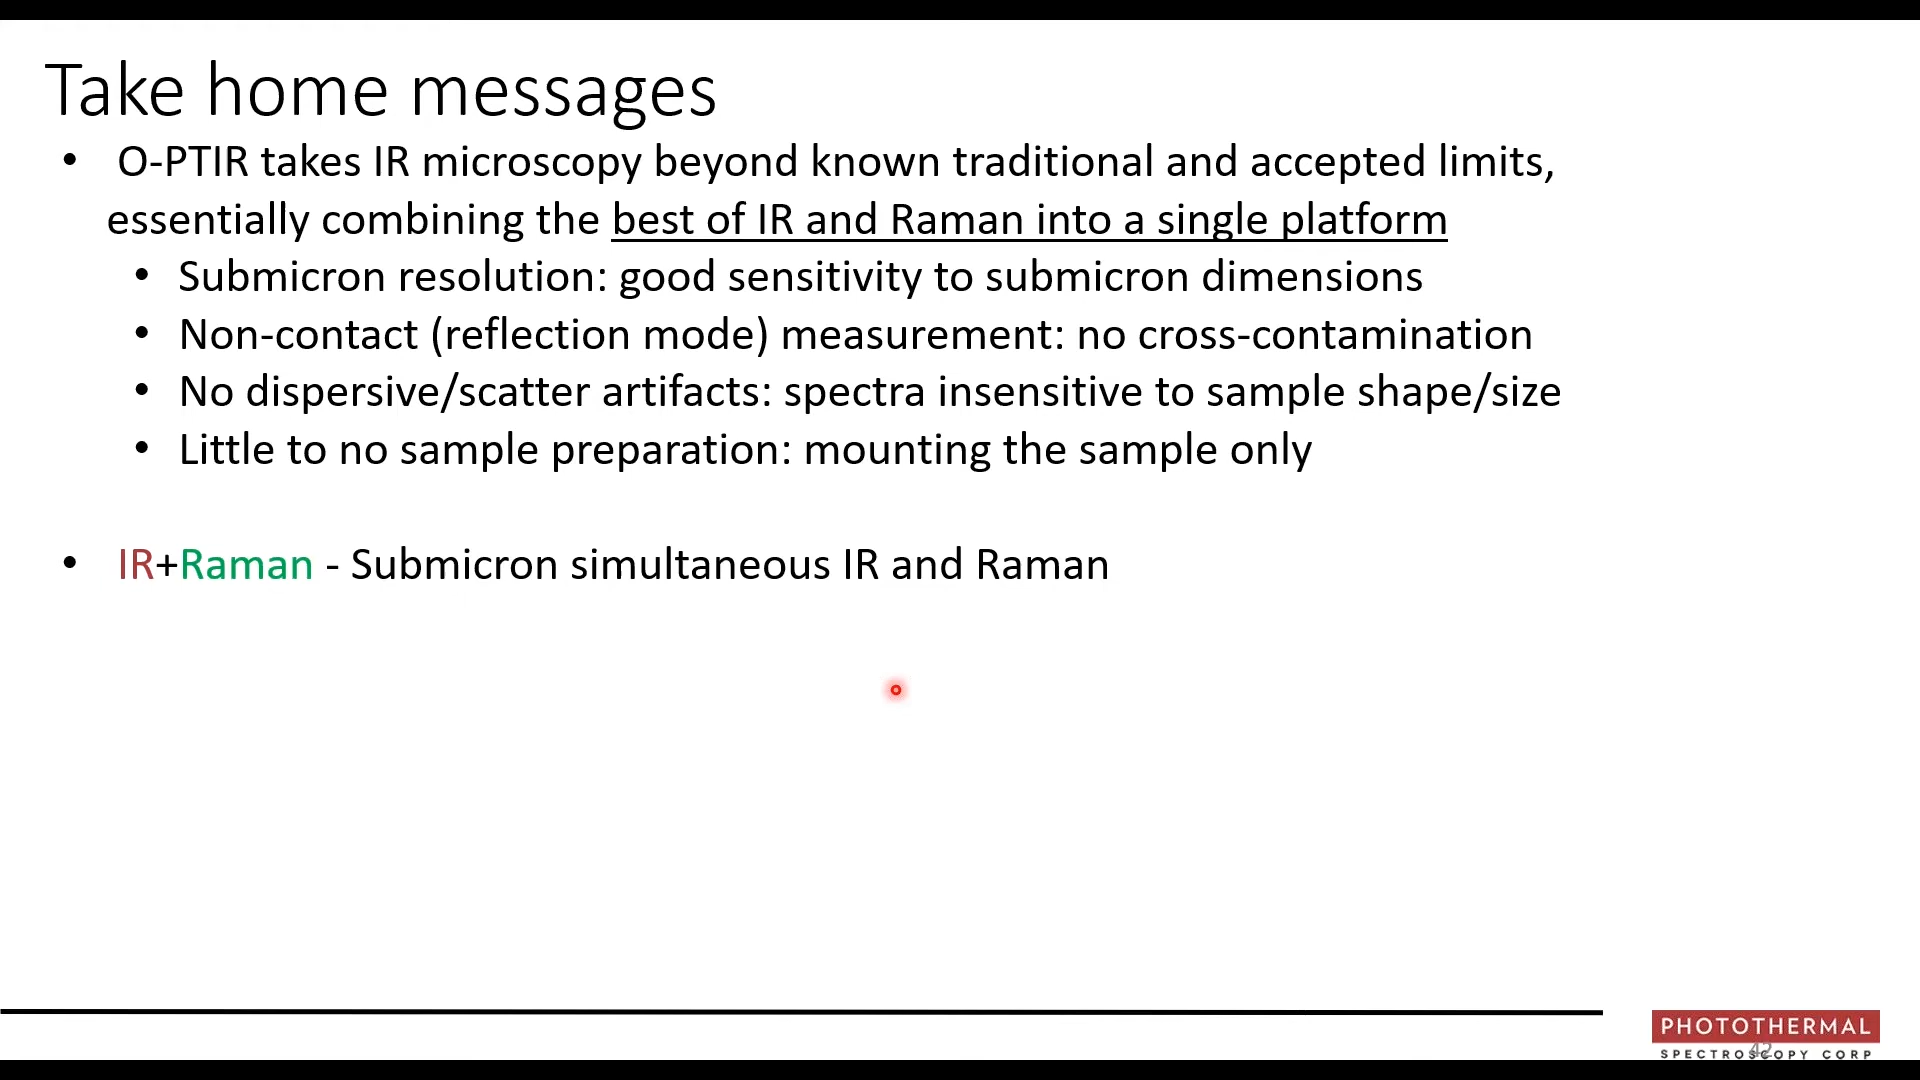 Take home messages
• O-PTIR takes IR microscopy beyond known traditional and accepted limits,
essentially combining the best of IR and Raman into a single platform
• Submicron resolution: good sensitivity to submicron dimensions
• Non-contact (reflection mode) measurement: no cross-contamination
• No dispersive/scatter artifacts: spectra insensitive to sample shape/size
• Little to no sample preparation: mounting the sample only
• IR+Raman - Submicron simultaneous IR and Raman
PHOTOTHERMAL
SPECTROSCOPY CORP
42